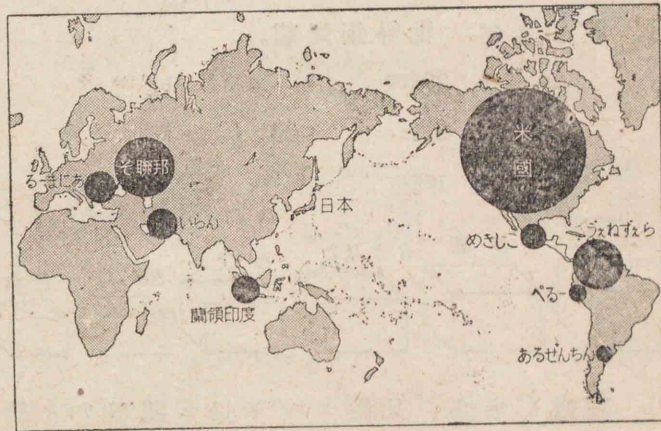 米國
そ聯邦
るーまにあ
いらん
日本
めきしこ
うぇねずぇら
ぺるー
蘭領印度
あるぜんちん